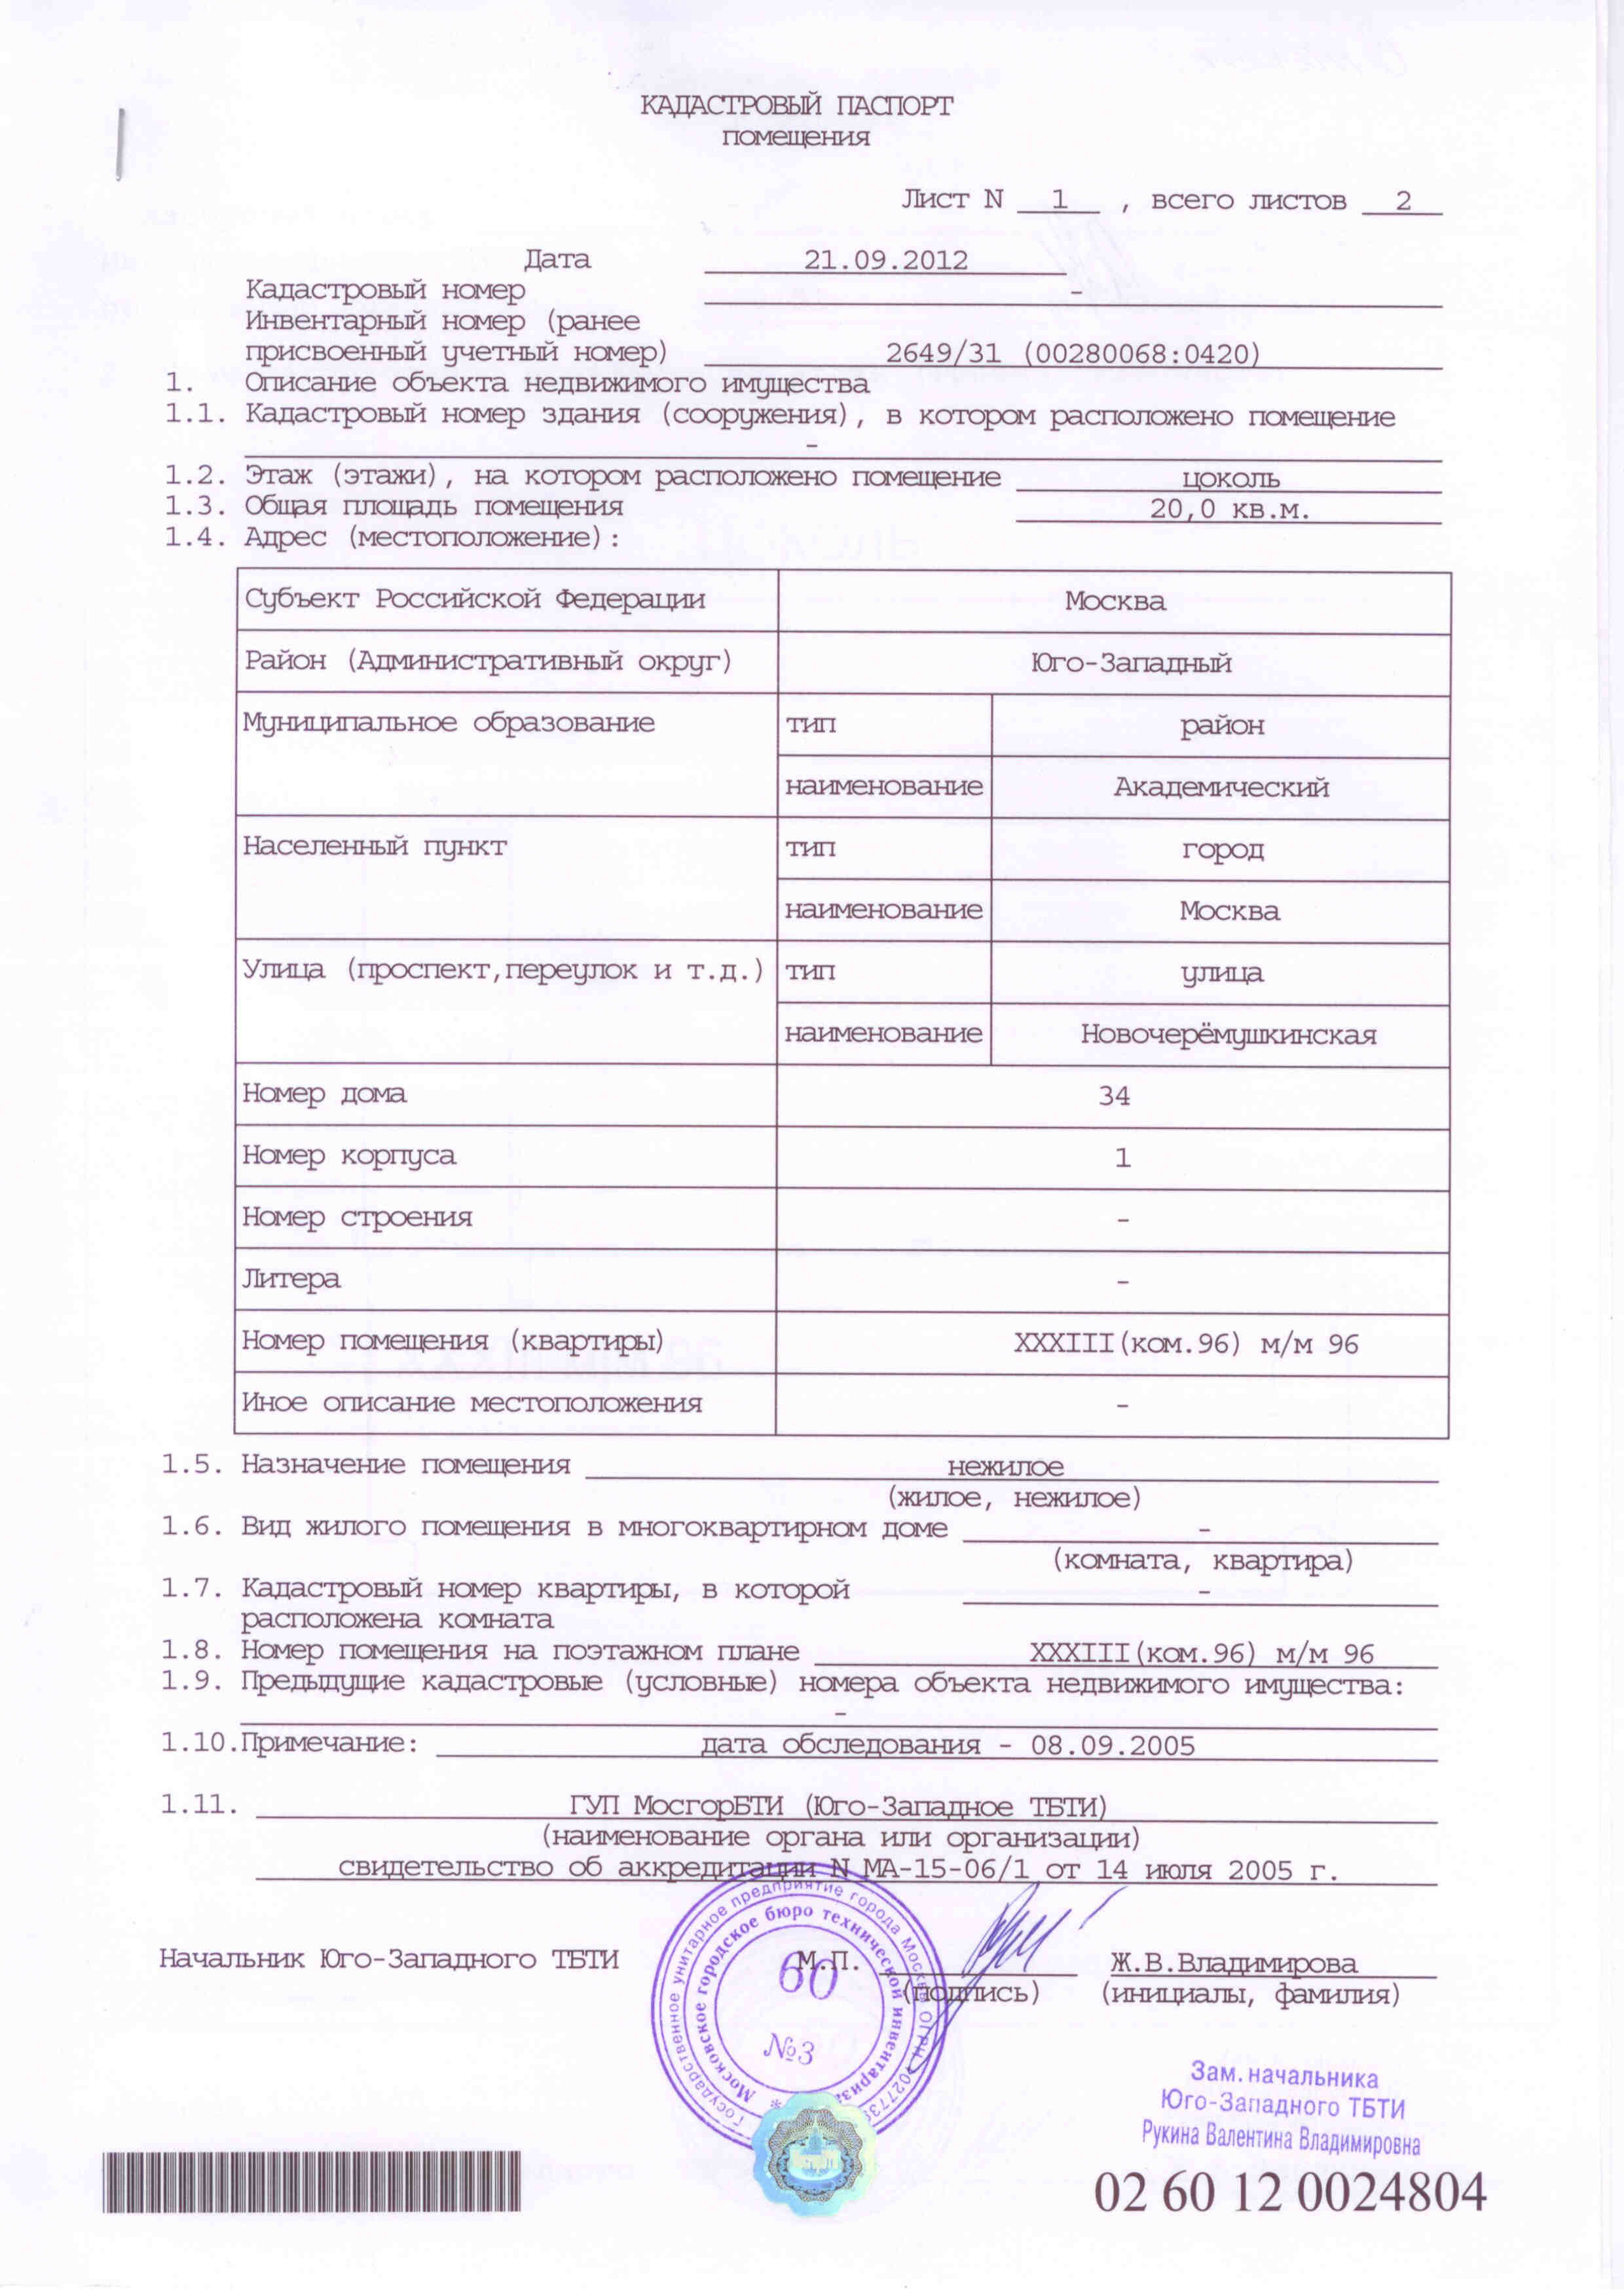 КАДАСТРОВЫЙ ПАСПОРТ
помещения
Лист N 1 , всего листов 2
Дата 21.09.2012
Кадастровый номер -
Инвентарный номер (ранее
присвоенный учетный номер) 2649/31 (00280068:0420)
1. Описание объекта недвижимого имущества
1.1. Кадастровый номер здания (сооружения), в котором расположено помещение
-
1.2. Этаж (этажи), на котором расположено помещение цоколь
1.3. Общая площадь помещения 20,0 кв.м.
1.4. Адрес (местоположение):
Субъект Российской Федерации Москва
Район (Административный округ) Юго-Западный
Муниципальное образование тип район
наименование Академический
Населенный пункт тип город
наименование Москва
Улица (проспект,переулок и т.д.) тип улица
наименование Новочерёмушкинская
Номер дома 34
Номер корпуса 1
Номер строения -
Литера -
Номер помещения (квартиры) XXXIII(ком.96) м/м 96
Иное описание местоположения -
1.5. Назначение помещения нежилое
(жилое, нежилое)
1.6. Вид жилого помещения в многоквартирном доме -
(комната, квартира)
1.7. Кадастровый номер квартиры, в которой -
расположена комната
1.8. Номер помещения на поэтажном плане XXXIII(ком.96) м/м 96
1.9. Предыдущие кадастровые (условные) номера объекта недвижимого имущества:
-
1.10.Примечание: дата обследования - 08.09.2005
1.11. ГУП МосгорБТИ (Юго-Западное ТБТИ)
(наименование органа или организации)
свидетельство об аккредитации N МА-15-06/1 от 14 июля 2005 г.
Начальник Юго-Западного ТБТИ М.П. Ж.В.Владимирова
(подпись) (инициалы, фамилия)
Государственное унитарное предприятие города Москвы ОГРН
Московское городское бюро технической
60
№3
Зам. начальника
Юго-Западного ТБТИ
Рукина Валентина Владимировна
02 60 12 0024804